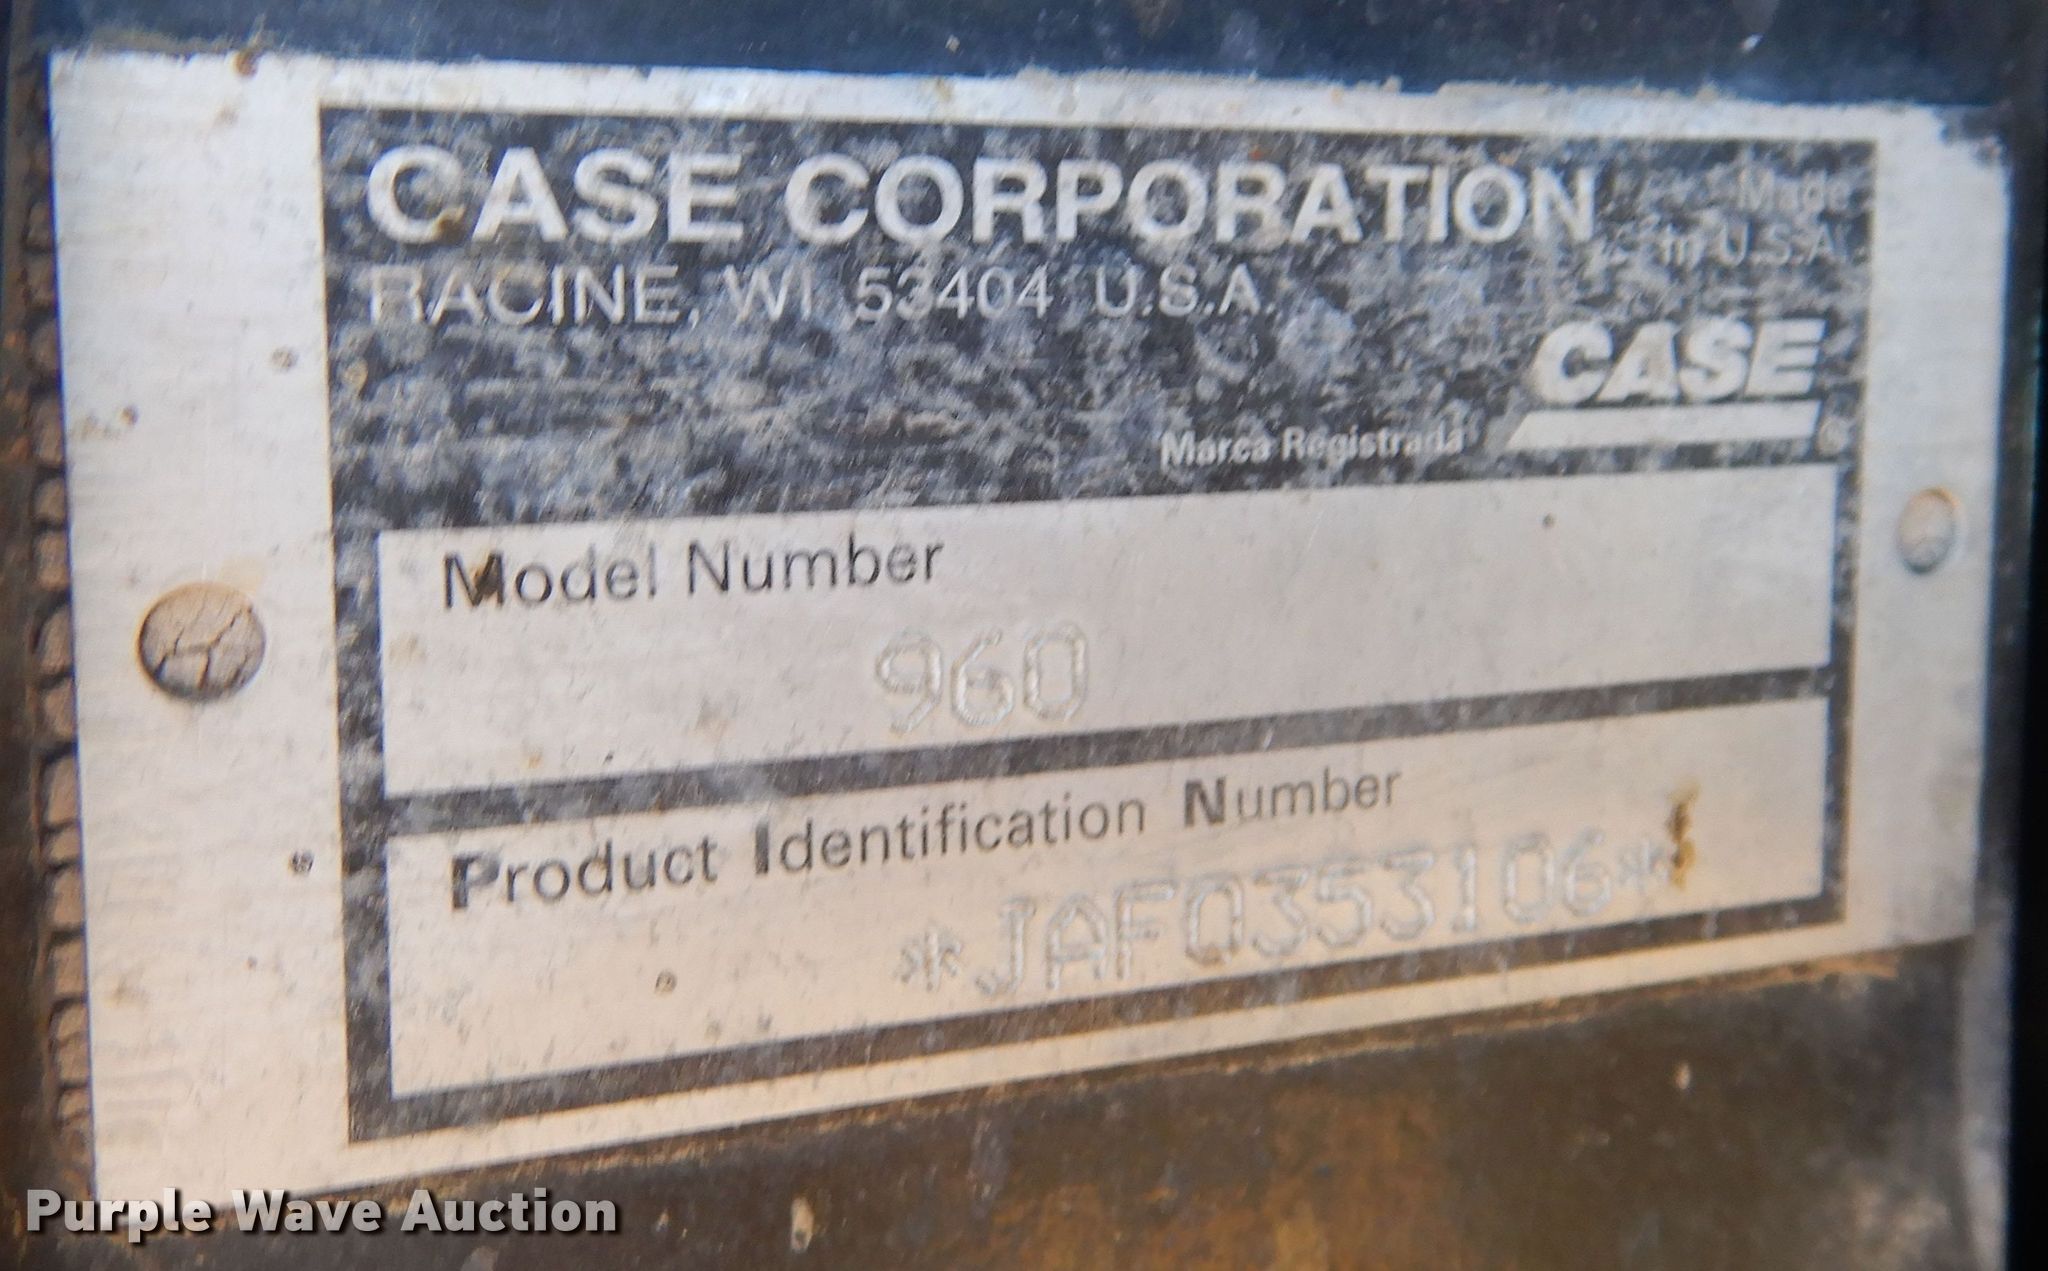 CASE CORPORATION
RACINE, WI 53404 U.S.A.
Made
in U.S.A.
CASE
®
Marca Registrada
Model Number
960
Product Identification Number
*JAF0353106*
Purple Wave Auction